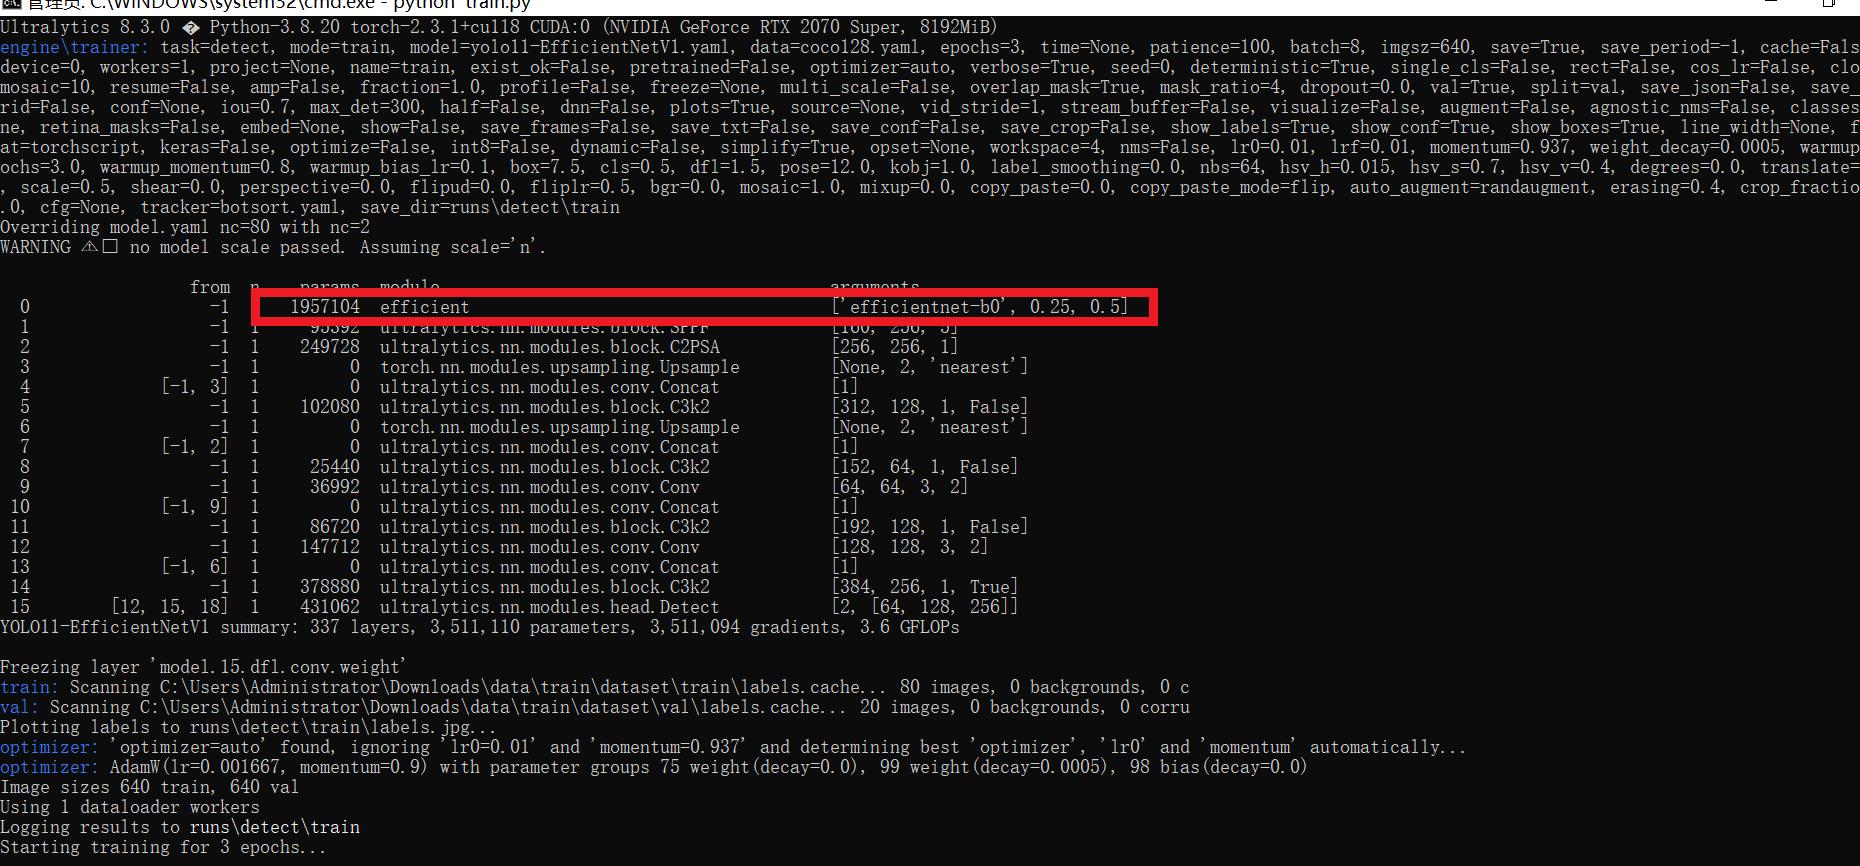 管理员: C:\WINDOWS\system32\cmd.exe - python train.py
Ultralytics 8.3.0 � Python-3.8.20 torch-2.3.1+cu118 CUDA:0 (NVIDIA GeForce RTX 2070 Super, 8192MiB)
engine\trainer: task=detect, mode=train, model=yolo11-EfficientNetV1.yaml, data=coco128.yaml, epochs=3, time=None, patience=100, batch=8, imgsz=640, save=True, save_period=-1, cache=Fals
device=0, workers=1, project=None, name=train, exist_ok=False, pretrained=False, optimizer=auto, verbose=True, seed=0, deterministic=True, single_cls=False, rect=False, cos_lr=False, clo
mosaic=10, resume=False, amp=False, fraction=1.0, profile=False, freeze=None, multi_scale=False, overlap_mask=True, mask_ratio=4, dropout=0.0, val=True, split=val, save_json=False, save_
rid=False, conf=None, iou=0.7, max_det=300, half=False, dnn=False, plots=True, source=None, vid_stride=1, stream_buffer=False, visualize=False, augment=False, agnostic_nms=False, classes
ne, retina_masks=False, embed=None, show=False, save_frames=False, save_txt=False, save_conf=False, save_crop=False, show_labels=True, show_conf=True, show_boxes=True, line_width=None, f
at=torchscript, keras=False, optimize=False, int8=False, dynamic=False, simplify=True, opset=None, workspace=4, nms=False, lr0=0.01, lrf=0.01, momentum=0.937, weight_decay=0.0005, warmup
ochs=3.0, warmup_momentum=0.8, warmup_bias_lr=0.1, box=7.5, cls=0.5, dfl=1.5, pose=12.0, kobj=1.0, label_smoothing=0.0, nbs=64, hsv_h=0.015, hsv_s=0.7, hsv_v=0.4, degrees=0.0, translate=
, scale=0.5, shear=0.0, perspective=0.0, flipud=0.0, fliplr=0.5, bgr=0.0, mosaic=1.0, mixup=0.0, copy_paste=0.0, copy_paste_mode=flip, auto_augment=randaugment, erasing=0.4, crop_fractio
.0, cfg=None, tracker=botsort.yaml, save_dir=runs\detect\train
Overriding model.yaml nc=80 with nc=2
WARNING ⚠□ no model scale passed. Assuming scale='n'.
from n params module arguments
0 -1 1957104 efficient ['efficientnet-b0', 0.25, 0.5]
1 -1 1 95392 ultralytics.nn.modules.block.SPPF [160, 256, 5]
2 -1 1 249728 ultralytics.nn.modules.block.C2PSA [256, 256, 1]
3 -1 1 0 torch.nn.modules.upsampling.Upsample [None, 2, 'nearest']
4 [-1, 3] 1 0 ultralytics.nn.modules.conv.Concat [1]
5 -1 1 102080 ultralytics.nn.modules.block.C3k2 [312, 128, 1, False]
6 -1 1 0 torch.nn.modules.upsampling.Upsample [None, 2, 'nearest']
7 [-1, 2] 1 0 ultralytics.nn.modules.conv.Concat [1]
8 -1 1 25440 ultralytics.nn.modules.block.C3k2 [152, 64, 1, False]
9 -1 1 36992 ultralytics.nn.modules.conv.Conv [64, 64, 3, 2]
10 [-1, 9] 1 0 ultralytics.nn.modules.conv.Concat [1]
11 -1 1 86720 ultralytics.nn.modules.block.C3k2 [192, 128, 1, False]
12 -1 1 147712 ultralytics.nn.modules.conv.Conv [128, 128, 3, 2]
13 [-1, 6] 1 0 ultralytics.nn.modules.conv.Concat [1]
14 -1 1 378880 ultralytics.nn.modules.block.C3k2 [384, 256, 1, True]
15 [12, 15, 18] 1 431062 ultralytics.nn.modules.head.Detect [2, [64, 128, 256]]
YOLO11-EfficientNetV1 summary: 337 layers, 3,511,110 parameters, 3,511,094 gradients, 3.6 GFLOPs
Freezing layer 'model.15.dfl.conv.weight'
train: Scanning C:\Users\Administrator\Downloads\data\train\dataset\train\labels.cache... 80 images, 0 backgrounds, 0 c
val: Scanning C:\Users\Administrator\Downloads\data\train\dataset\val\labels.cache... 20 images, 0 backgrounds, 0 corru
Plotting labels to runs\detect\train\labels.jpg...
optimizer: 'optimizer=auto' found, ignoring 'lr0=0.01' and 'momentum=0.937' and determining best 'optimizer', 'lr0' and 'momentum' automatically...
optimizer: AdamW(lr=0.001667, momentum=0.9) with parameter groups 75 weight(decay=0.0), 99 weight(decay=0.0005), 98 bias(decay=0.0)
Image sizes 640 train, 640 val
Using 1 dataloader workers
Logging results to runs\detect\train
Starting training for 3 epochs...